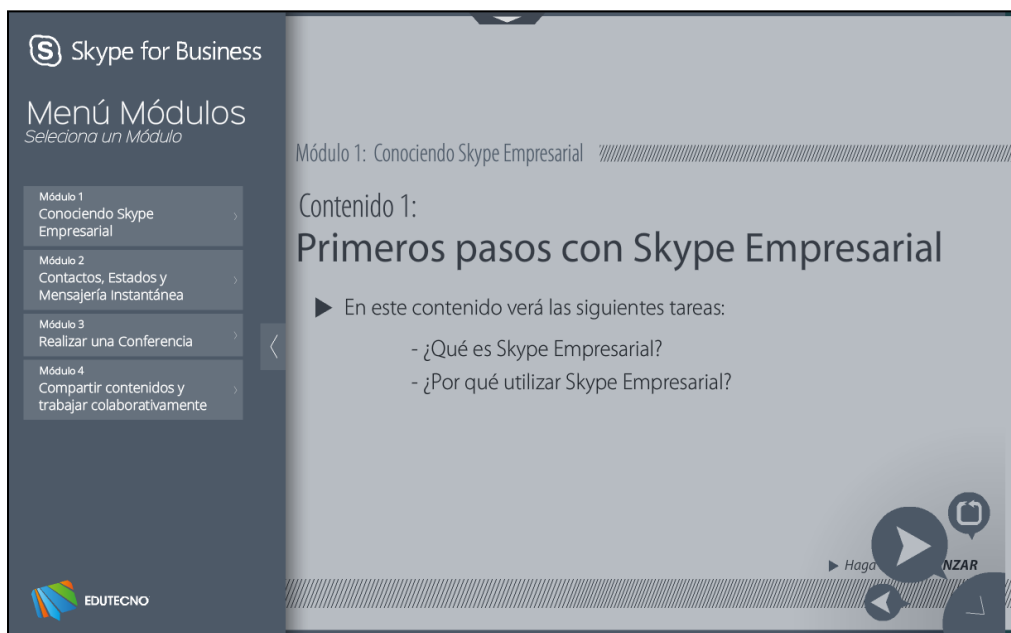 Skype for Business
Menú Módulos
Seleciona un Módulo
Módulo 1
Conociendo Skype
Empresarial
Módulo 2
Contactos, Estados y
Mensajería Instantánea
Módulo 3
Realizar una Conferencia
Módulo 4
Compartir contenidos y
trabajar colaborativamente
EDUTECNO
Módulo 1: Conociendo Skype Empresarial
Contenido 1:
Primeros pasos con Skype Empresarial
En este contenido verá las siguientes tareas:
- ¿Qué es Skype Empresarial?
- ¿Por qué utilizar Skype Empresarial?
Haga NZAR